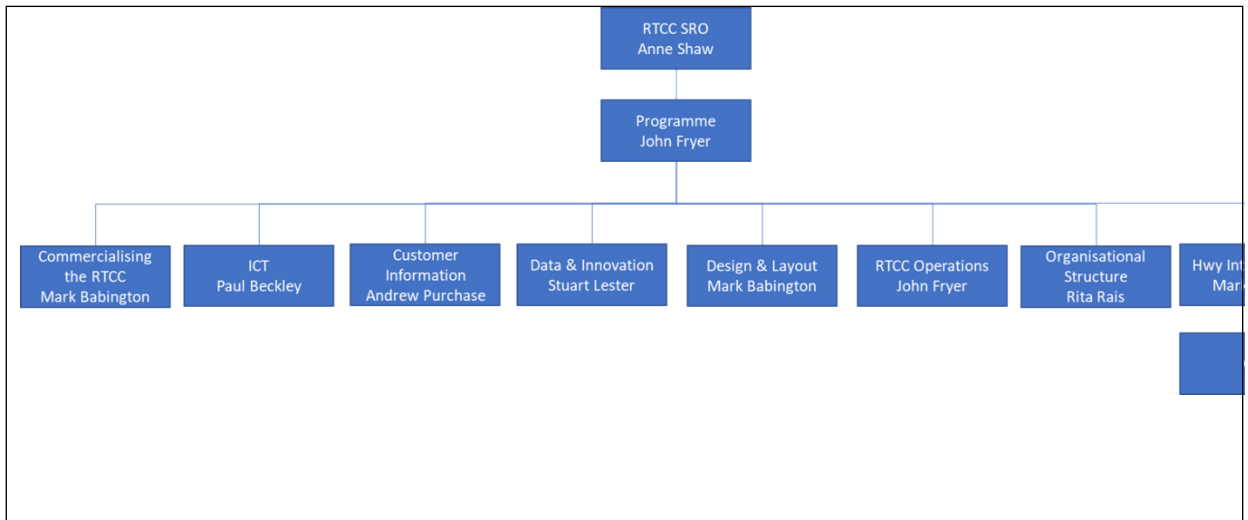 RTCC SRO
Anne Shaw
Programme
John Fryer
Commercialising
the RTCC
Mark Babington
ICT
Paul Beckley
Customer
Information
Andrew Purchase
Data & Innovation
Stuart Lester
Design & Layout
Mark Babington
RTCC Operations
John Fryer
Organisational
Structure
Rita Rais
Hwy